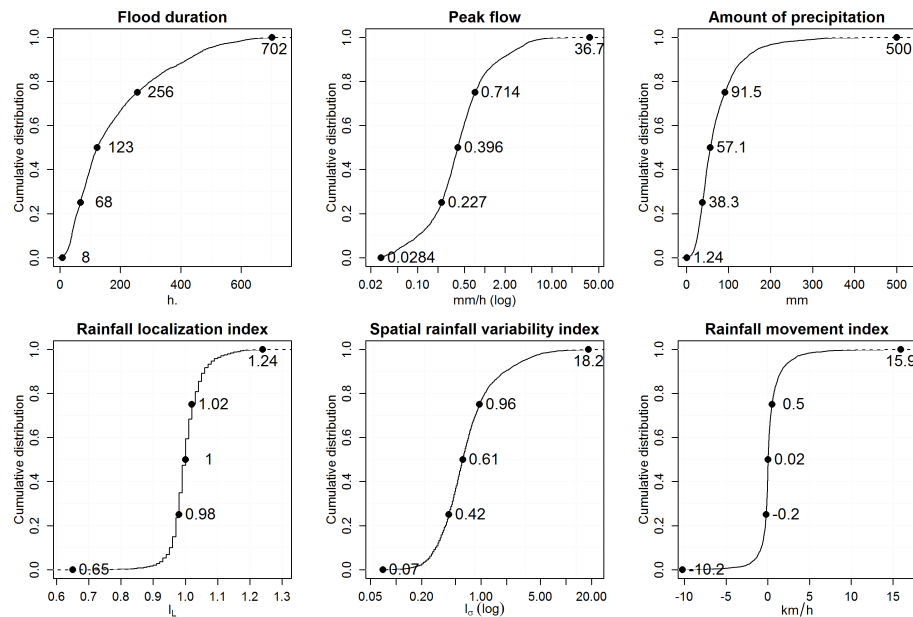 Flood duration
Cumulative distribution
0.0 0.2 0.4 0.6 0.8 1.0
702
256
123
68
8
0 200 400 600
h.
Peak flow
Cumulative distribution
0.0 0.2 0.4 0.6 0.8 1.0
36.7
0.714
0.396
0.227
0.0284
0.02 0.10 0.50 2.00 10.00 50.00
mm/h (log)
Amount of precipitation
Cumulative distribution
0.0 0.2 0.4 0.6 0.8 1.0
500
91.5
57.1
38.3
1.24
0 100 200 300 400 500
mm
Rainfall localization index
Cumulative distribution
0.0 0.2 0.4 0.6 0.8 1.0
1.24
1.02
1
0.98
0.65
0.6 0.7 0.8 0.9 1.0 1.1 1.2 1.3
I_L
Spatial rainfall variability index
Cumulative distribution
0.0 0.2 0.4 0.6 0.8 1.0
18.2
0.96
0.61
0.42
0.07
0.05 0.20 1.00 5.00 20.00
I_σ (log)
Rainfall movement index
Cumulative distribution
0.0 0.2 0.4 0.6 0.8 1.0
15.9
0.5
0.02
-0.2
-10.2
-10 -5 0 5 10 15
km/h